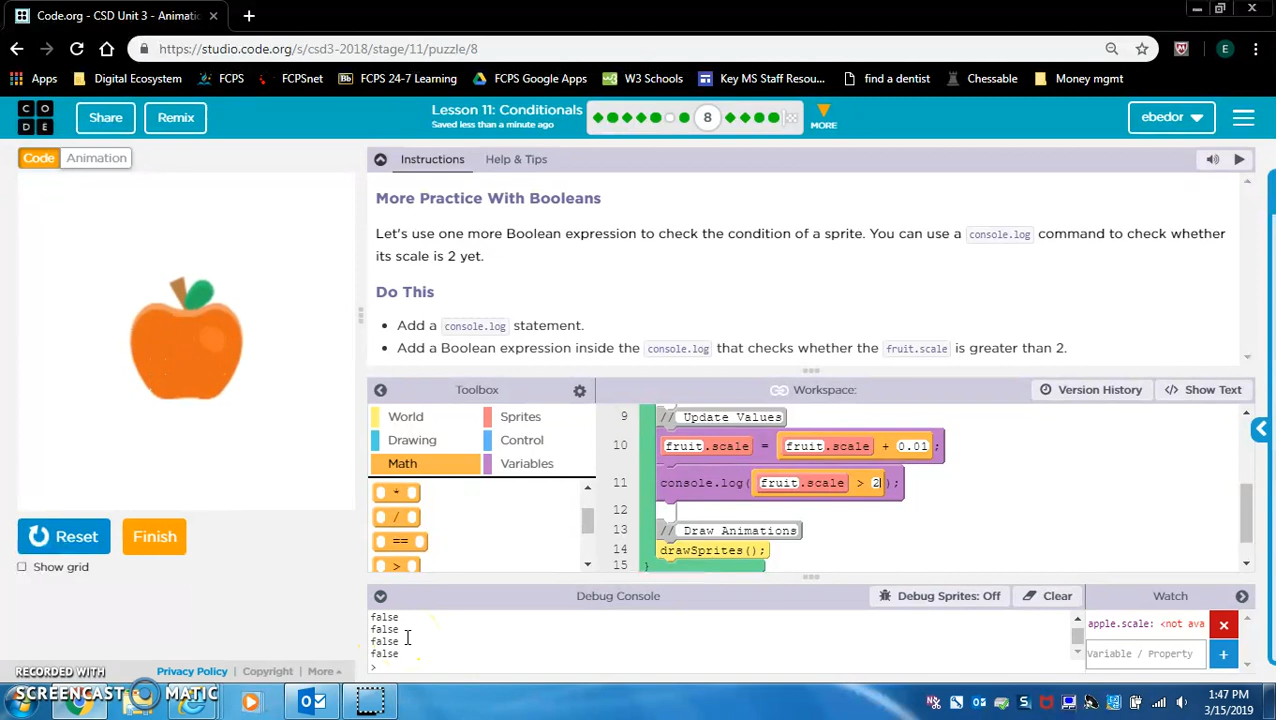 Code.org - CSD Unit 3 - Animatic
https://studio.code.org/s/csd3-2018/stage/11/puzzle/8
E
Apps Digital Ecosystem FCPS FCPSnet Bb FCPS 24-7 Learning FCPS Google Apps W3 Schools Key MS Staff Resou... find a dentist Chessable Money mgmt
C O
D E
Share
Remix
Lesson 11: Conditionals
Saved less than a minute ago
8
MORE
ebedor
Code Animation
Instructions Help & Tips
More Practice With Booleans
Let's use one more Boolean expression to check the condition of a sprite. You can use a console.log command to check whether
its scale is 2 yet.
Do This
Add a console.log statement.
Add a Boolean expression inside the console.log that checks whether the fruit.scale is greater than 2.
Toolbox
Workspace:
Version History
</> Show Text
World Sprites
Drawing Control
Math Variables
*
/
==
>
9 // Update Values
10 fruit.scale = fruit.scale + 0.01;
11 console.log(fruit.scale > 2);
12
13 // Draw Animations
14 drawSprites();
15 }
Reset
Finish
Show grid
Debug Console
Debug Sprites: Off
Clear
Watch
false
false
false
false
>
apple.scale: <not ava
Variable / Property
+
Privacy Policy | Copyright | More
RECORDED WITH
SCREENCAST MATIC
1:47 PM
3/15/2019